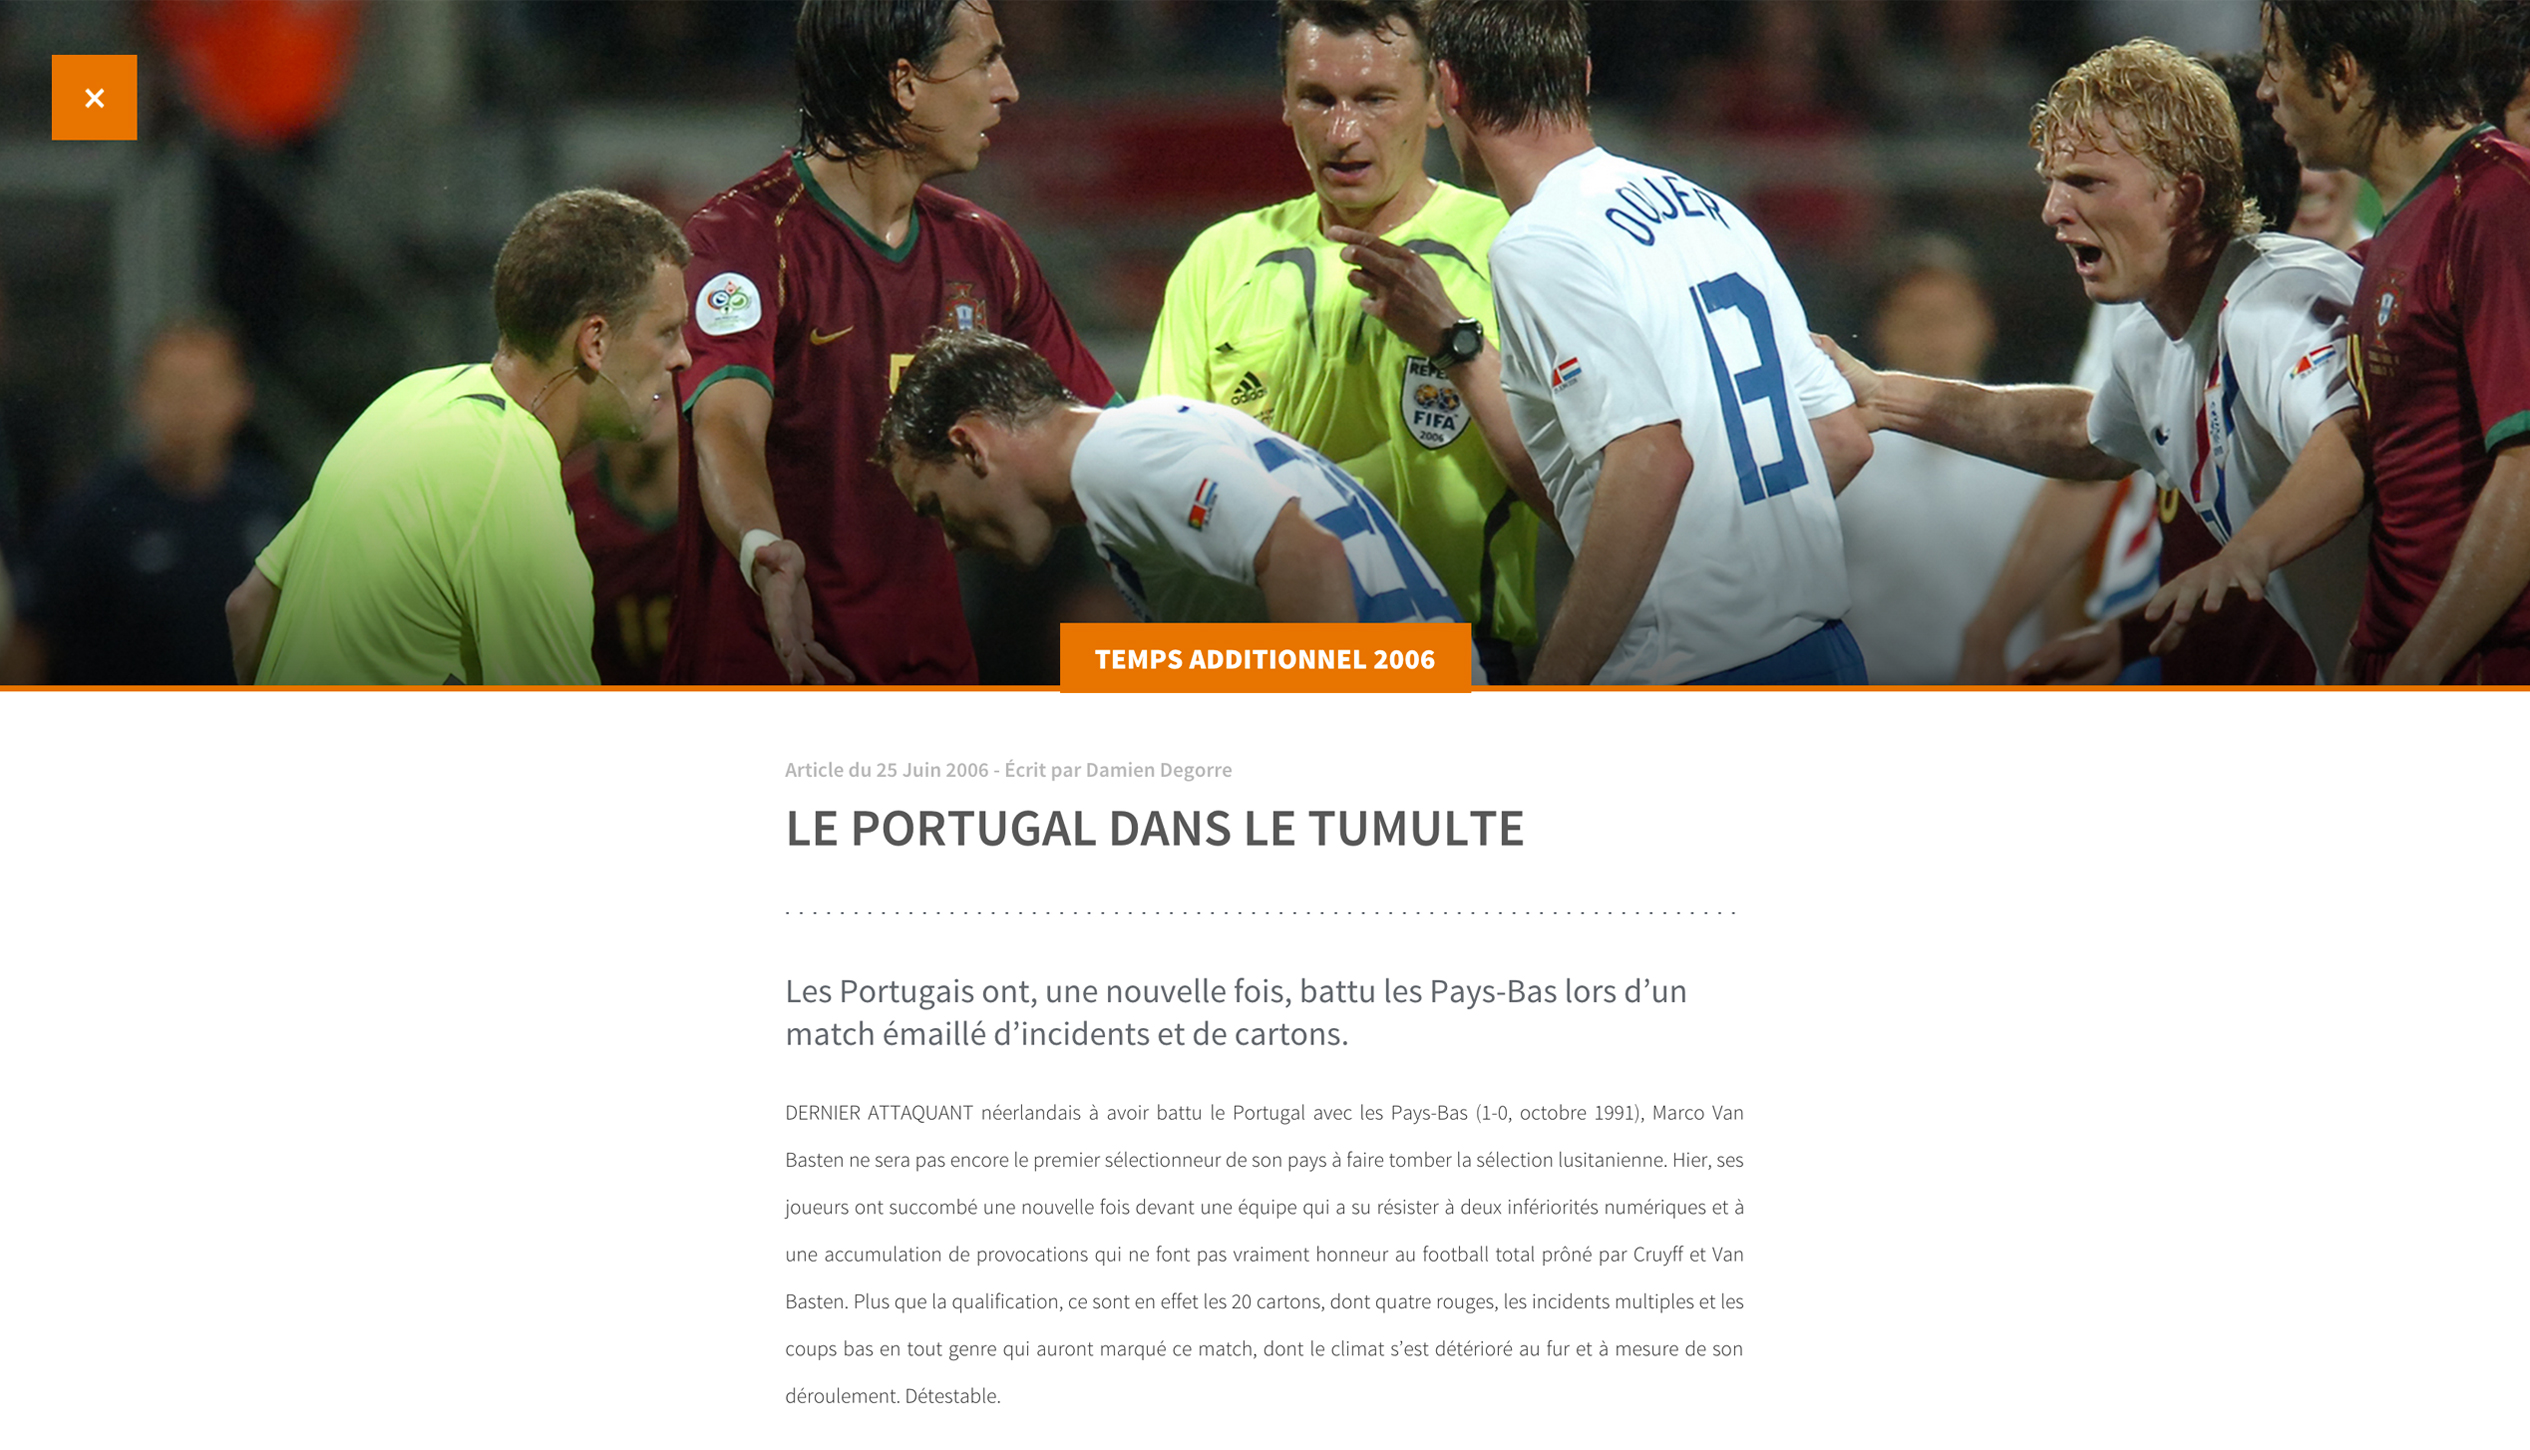 OOIJER
13
adidas
FIFA
2006
TEMPS ADDITIONNEL 2006
Article du 25 Juin 2006 - Écrit par Damien Degorre
LE PORTUGAL DANS LE TUMULTE
Les Portugais ont, une nouvelle fois, battu les Pays-Bas lors d’un
match émaillé d’incidents et de cartons.
DERNIER ATTAQUANT néerlandais à avoir battu le Portugal avec les Pays-Bas (1-0, octobre 1991), Marco Van
Basten ne sera pas encore le premier sélectionneur de son pays à faire tomber la sélection lusitanienne. Hier, ses
joueurs ont succombé une nouvelle fois devant une équipe qui a su résister à deux infériorités numériques et à
une accumulation de provocations qui ne font pas vraiment honneur au football total prôné par Cruyff et Van
Basten. Plus que la qualification, ce sont en effet les 20 cartons, dont quatre rouges, les incidents multiples et les
coups bas en tout genre qui auront marqué ce match, dont le climat s’est détérioré au fur et à mesure de son
déroulement. Détestable.